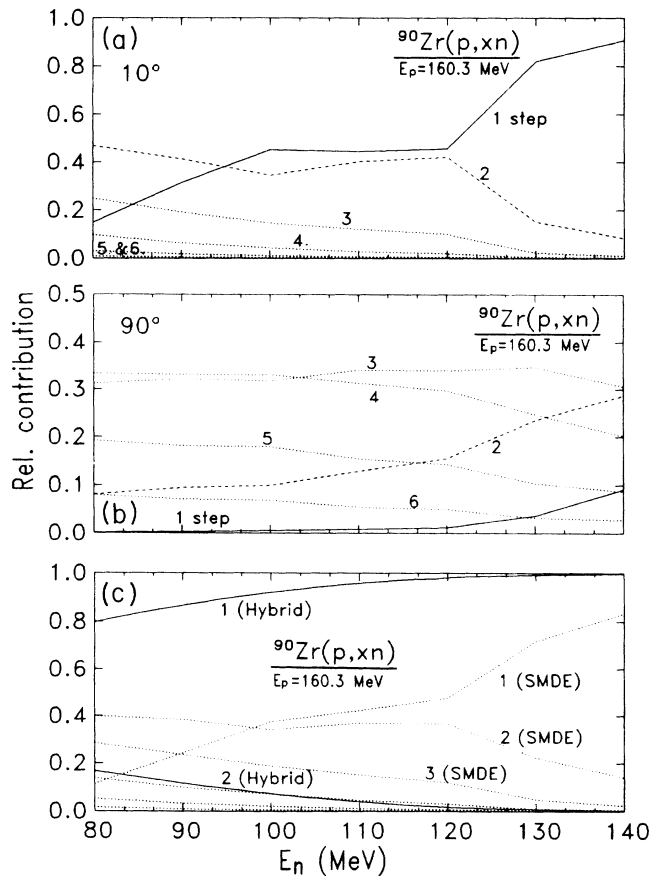 (a)
10°
⁹⁰Zr(p,xn)
Eₚ=160.3 MeV
1 step
2
3
4.
5 &6.
1.0
0.8
0.6
0.4
0.2
0.0
(b)
90°
⁹⁰Zr(p,xn)
Eₚ=160.3 MeV
3
4
5
2
6
1 step
0.5
0.4
0.3
0.2
0.1
0.0
Rel. contribution
(c)
1 (Hybrid)
⁹⁰Zr(p,xn)
Eₚ=160.3 MeV
1 (SMDE)
2 (SMDE)
2 (Hybrid)
3 (SMDE)
1.0
0.8
0.6
0.4
0.2
0.0
80 90 100 110 120 130 140
Eₙ (MeV)